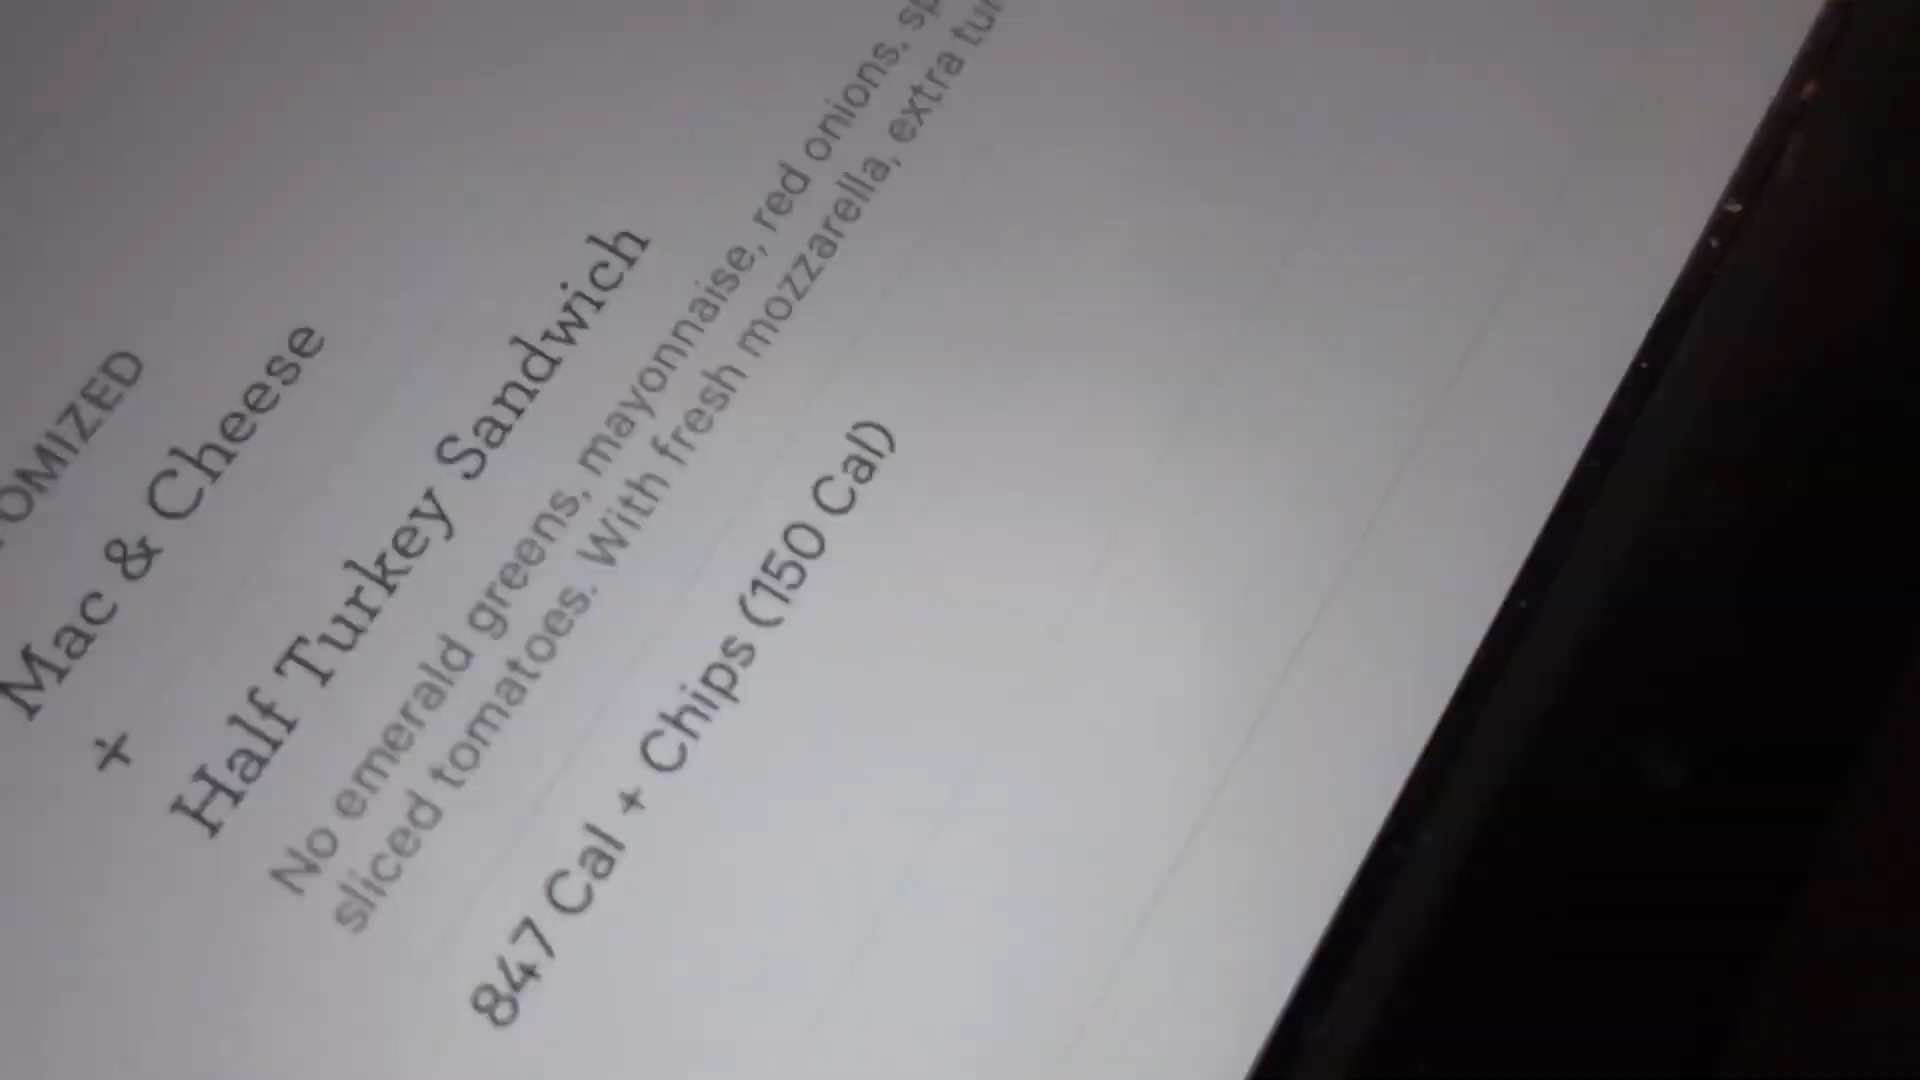 Mac & Cheese
+
Half Turkey Sandwich
No emerald greens, mayonnaise, red onions,
sliced tomatoes. With fresh mozzarella, extra
847 Cal + Chips (150 Cal)